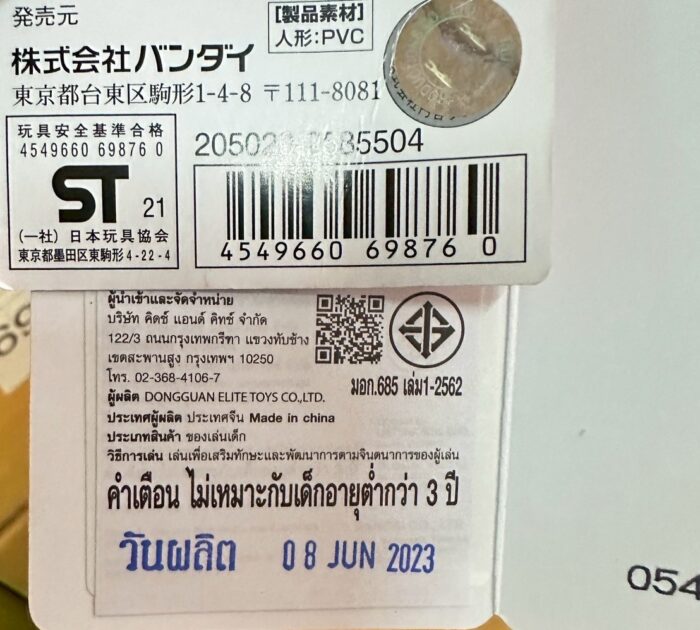 発売元
[製品素材]
人形:PVC
株式会社バンダイ
東京都台東区駒形1-4-8 〒111-8081
玩具安全基準合格
4549660 69876 0
ST 21
(一社)日本玩具協会
東京都墨田区東駒形4-22-4
4549660 69876 0
ผู้นำเข้าและจัดจำหน่าย
บริษัท คิดซ์ แอนด์ คิทซ์ จำกัด
122/3 ถนนกรุงเทพกรีฑา แขวงทับช้าง
เขตสะพานสูง กรุงเทพฯ 10250
โทร. 02-368-4106-7
มอก.685 เล่ม1-2562
ผู้ผลิต DONGGUAN ELITE TOYS CO.,LTD.
ประเทศผู้ผลิต ประเทศจีน Made in china
ประเภทสินค้า ของเล่นเด็ก
วิธีการเล่น เล่นเพื่อเสริมทักษะและพัฒนาการตามจินตนาการของผู้เล่น
คำเตือน ไม่เหมาะกับเด็กอายุต่ำกว่า 3 ปี
วันผลิต 08 JUN 2023
054